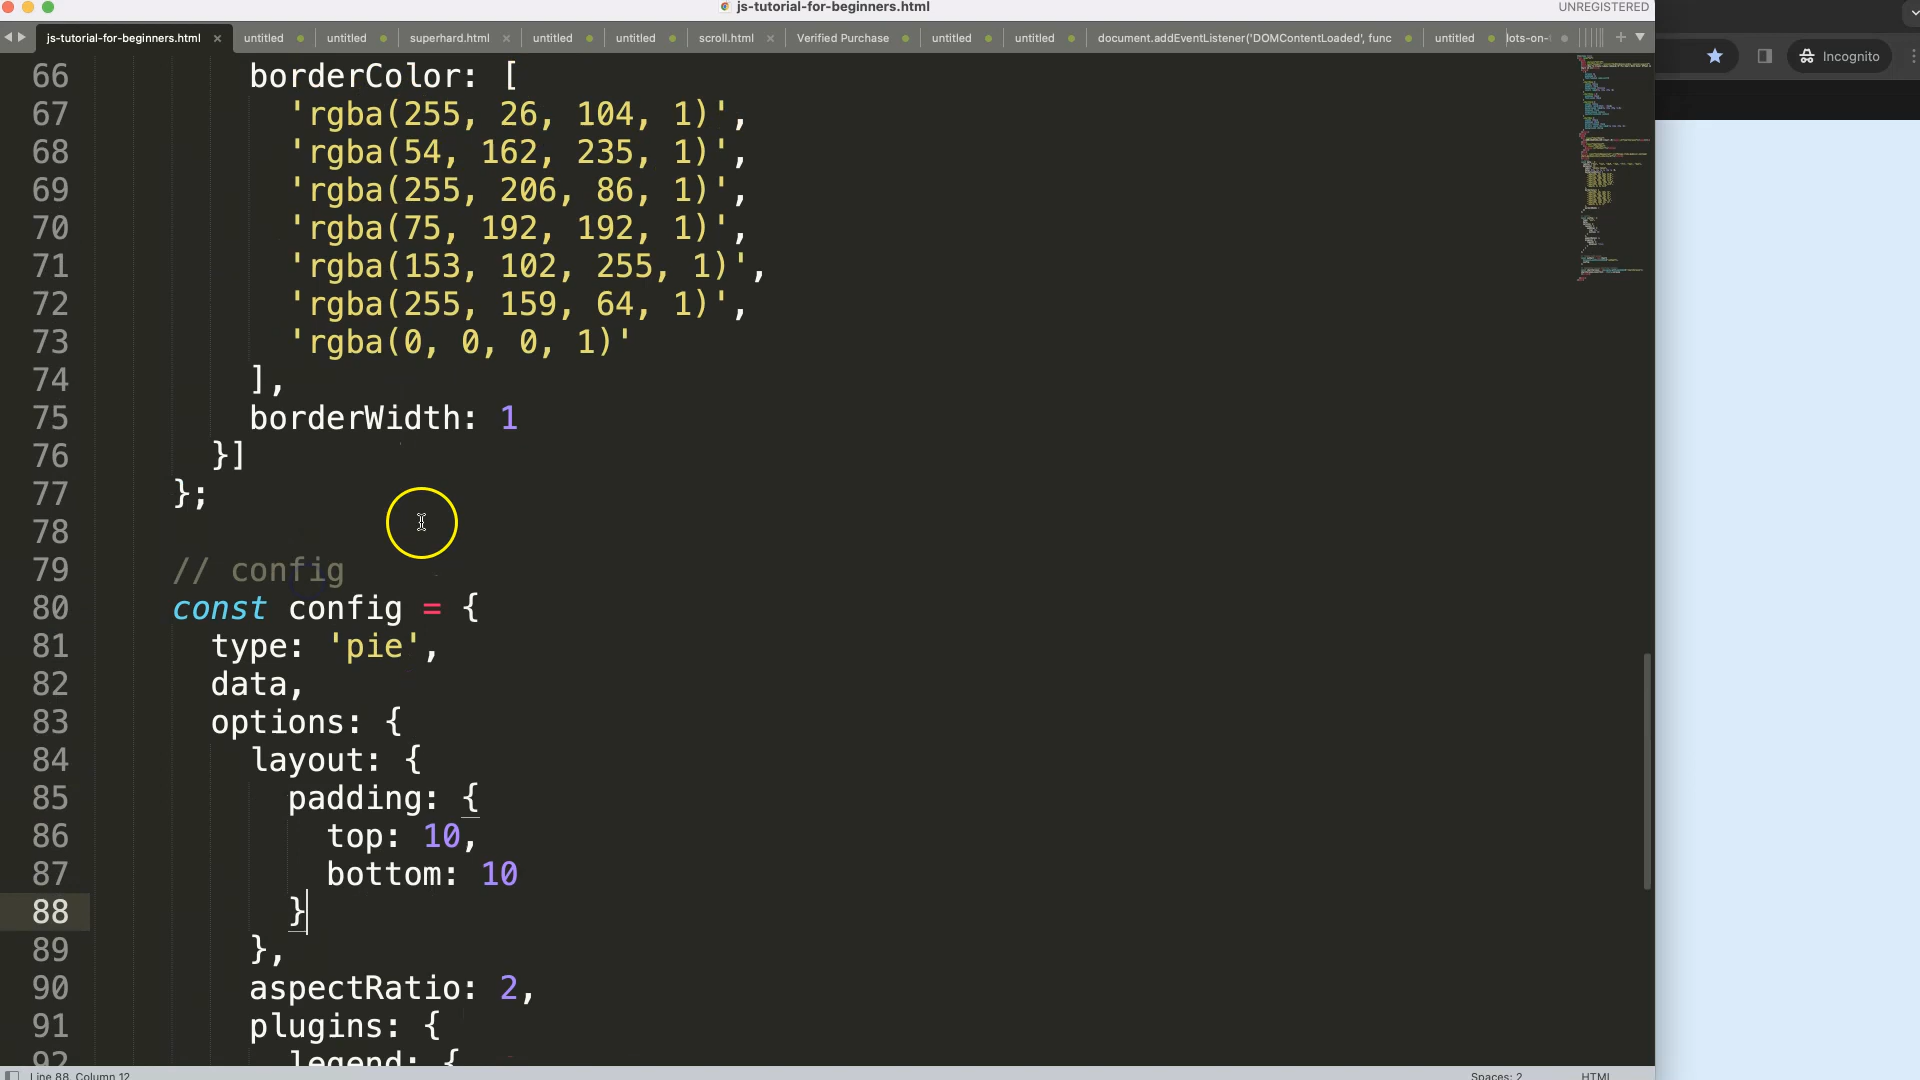 js-tutorial-for-beginners.html
UNREGISTERED
js-tutorial-for-beginners.html untitled untitled superhard.html untitled untitled scroll.html Verified Purchase untitled untitled document.addEventListener('DOMContentLoaded', func untitled lots-on-
Incognito
66 borderColor: [
67 'rgba(255, 26, 104, 1)',
68 'rgba(54, 162, 235, 1)',
69 'rgba(255, 206, 86, 1)',
70 'rgba(75, 192, 192, 1)',
71 'rgba(153, 102, 255, 1)',
72 'rgba(255, 159, 64, 1)',
73 'rgba(0, 0, 0, 1)'
74 ],
75 borderWidth: 1
76 }]
77 };
78
79 // config
80 const config = {
81 type: 'pie',
82 data,
83 options: {
84 layout: {
85 padding: {
86 top: 10,
87 bottom: 10
88 }
89 },
90 aspectRatio: 2,
91 plugins: {
92 legend: {
Line 88, Column 12
Spaces: 2
HTML